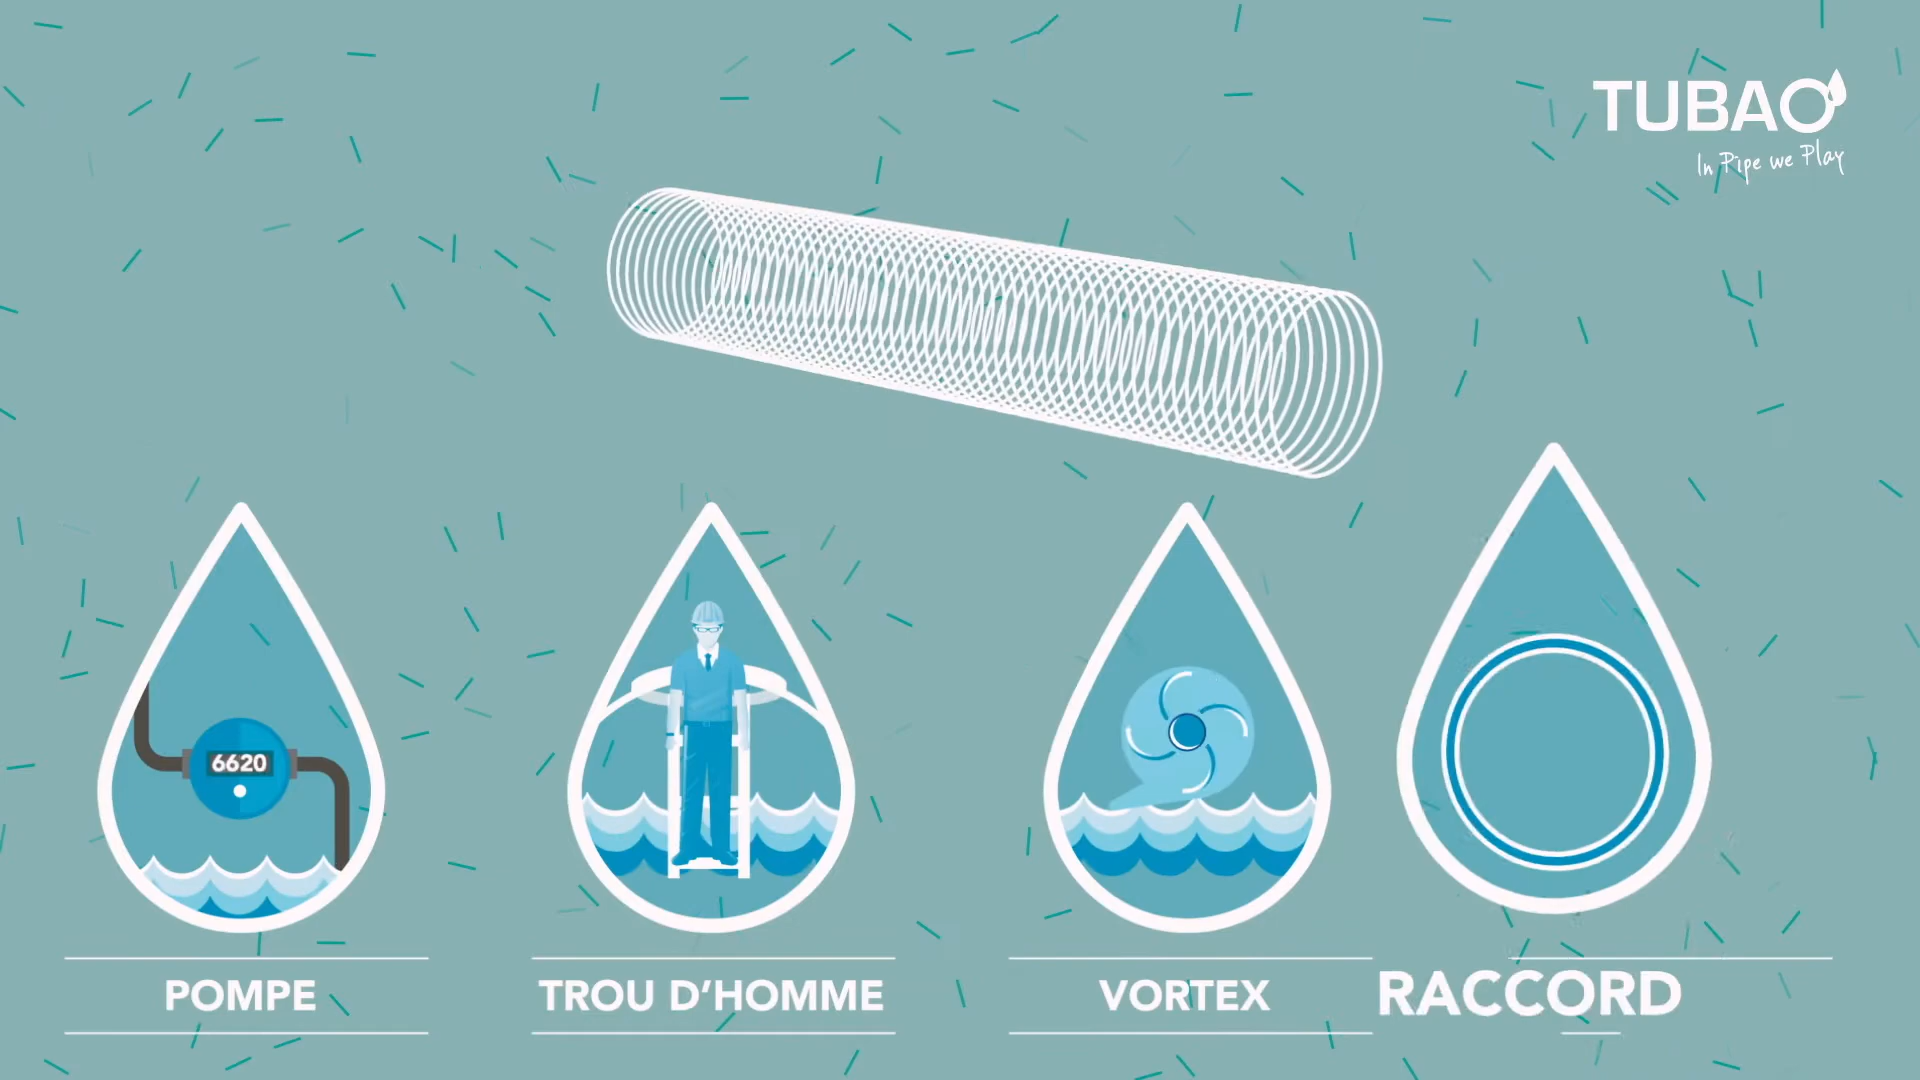 TUBAO
In Pipe we Play
6620
POMPE
TROU D'HOMME
VORTEX
RACCORD